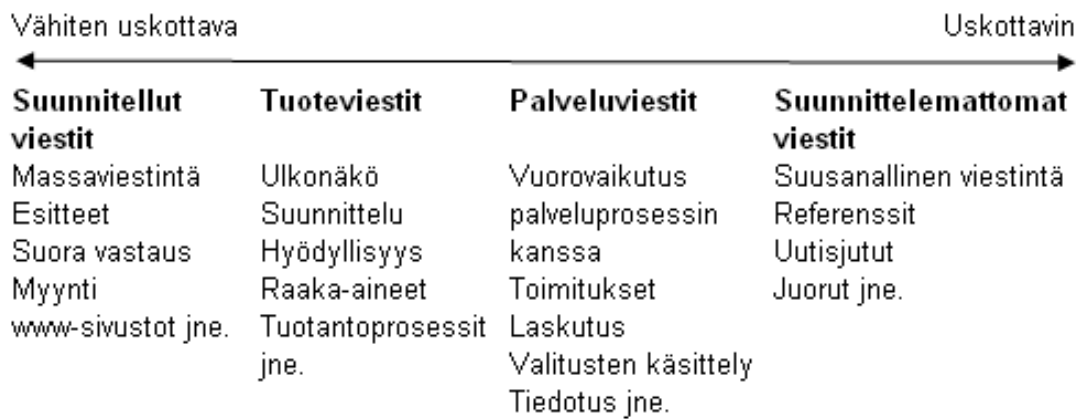 Vähiten uskottava
Uskottavin
Suunnitellut
viestit
Massaviestintä
Esitteet
Suora vastaus
Myynti
www-sivustot jne.
Tuoteviestit
Ulkonäkö
Suunnittelu
Hyödyllisyys
Raaka-aineet
Tuotantoprosessit
jne.
Palveluviestit
Vuorovaikutus
palveluprosessin
kanssa
Toimitukset
Laskutus
Valitusten käsittely
Tiedotus jne.
Suunnittelemattomat
viestit
Suusanallinen viestintä
Referenssit
Uutisjutut
Juorut jne.